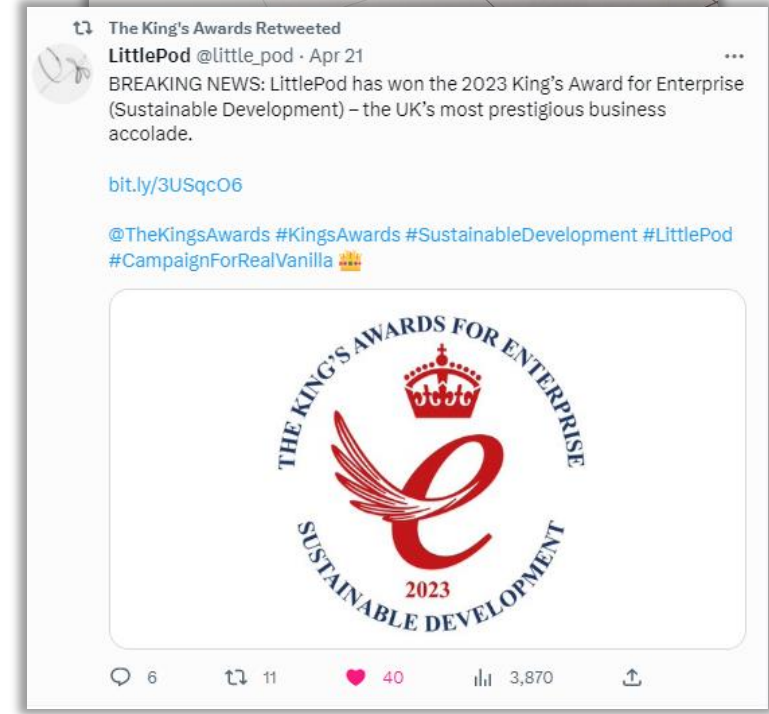 The King's Awards Retweeted
LittlePod @little_pod · Apr 21
BREAKING NEWS: LittlePod has won the 2023 King's Award for Enterprise
(Sustainable Development) – the UK's most prestigious business
accolade.
bit.ly/3USqcO6
@TheKingsAwards #KingsAwards #SustainableDevelopment #LittlePod
#CampaignForRealVanilla 👑
THE KING'S AWARDS FOR ENTERPRISE
2023
SUSTAINABLE DEVELOPMENT
6 11 40 3,870